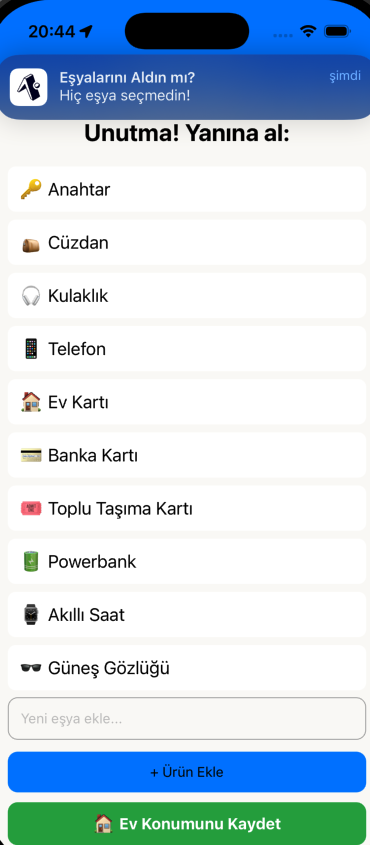 20:44
Eşyalarını Aldın mı?
şimdi
Hiç eşya seçmedin!
Unutma! Yanına al:
Anahtar
Cüzdan
Kulaklık
Telefon
Ev Kartı
Banka Kartı
Toplu Taşıma Kartı
Powerbank
Akıllı Saat
Güneş Gözlüğü
Yeni eşya ekle...
+ Ürün Ekle
Ev Konumunu Kaydet